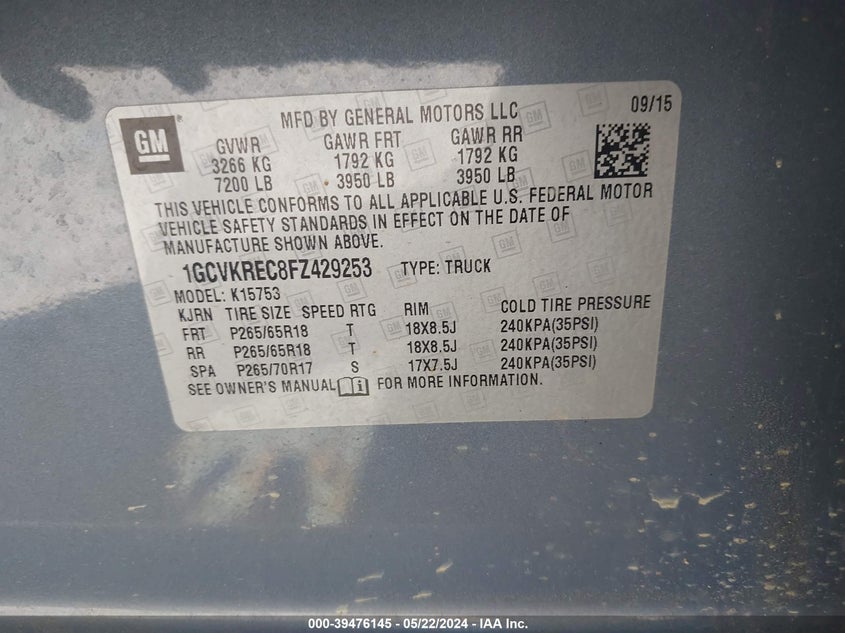 MFD BY GENERAL MOTORS LLC 09/15
GM
GVWR GAWR FRT GAWR RR
3266 KG 1792 KG 1792 KG
7200 LB 3950 LB 3950 LB
THIS VEHICLE CONFORMS TO ALL APPLICABLE U.S. FEDERAL MOTOR
VEHICLE SAFETY STANDARDS IN EFFECT ON THE DATE OF
MANUFACTURE SHOWN ABOVE.
1GCVKREC8FZ429253 TYPE: TRUCK
MODEL: K15753
KJRN TIRE SIZE SPEED RTG RIM COLD TIRE PRESSURE
FRT P265/65R18 T 18X8.5J 240KPA(35PSI)
RR P265/65R18 T 18X8.5J 240KPA(35PSI)
SPA P265/70R17 S 17X7.5J 240KPA(35PSI)
SEE OWNER'S MANUAL FOR MORE INFORMATION.
000-39476145 - 05/22/2024 - IAA Inc.